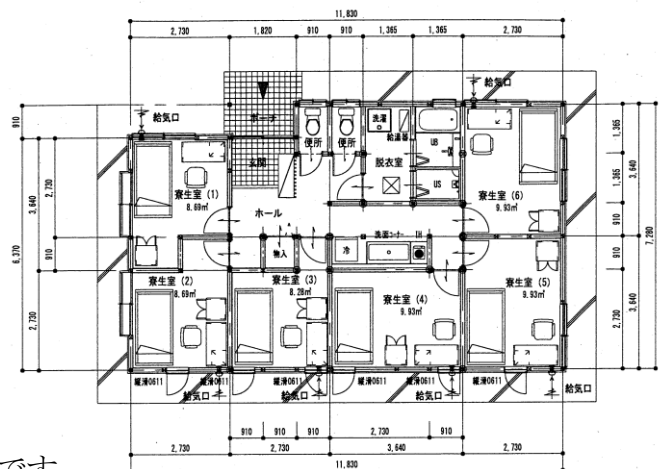 11,830
2,730 1,820 910 910 1,365 1,365 2,730
給気口
給気口
910
2,730
3,640
910
6,370
2,730
ポーチ
玄関
便所
便所
洗濯
給湯器
UB
US
脱衣室
寮生室 (1)
8.69㎡
寮生室 (6)
9.93㎡
ホール
物入
洗面コーナー
IH
冷
寮生室 (2)
8.69㎡
寮生室 (3)
8.28㎡
寮生室 (4)
9.93㎡
寮生室 (5)
9.93㎡
1,365
1,365
910
3,640
910
2,730
3,640
7,280
縦滑0611 縦滑0611 縦滑0611 縦滑0611 縦滑0611
給気口 給気口 給気口
910 910 910 2,730 910
2,730 2,730 3,640 2,730
11,830
です